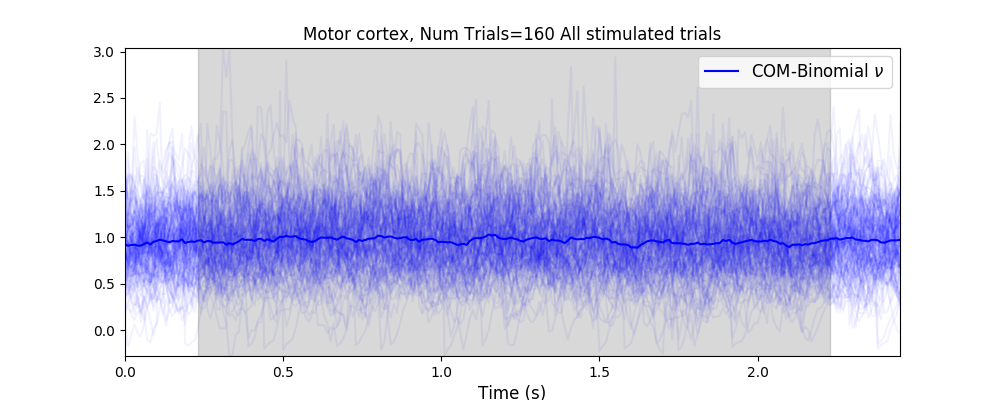 Motor cortex, Num Trials=160 All stimulated trials
COM-Binomial ν
3.0
2.5
2.0
1.5
1.0
0.5
0.0
0.0 0.5 1.0 1.5 2.0
Time (s)